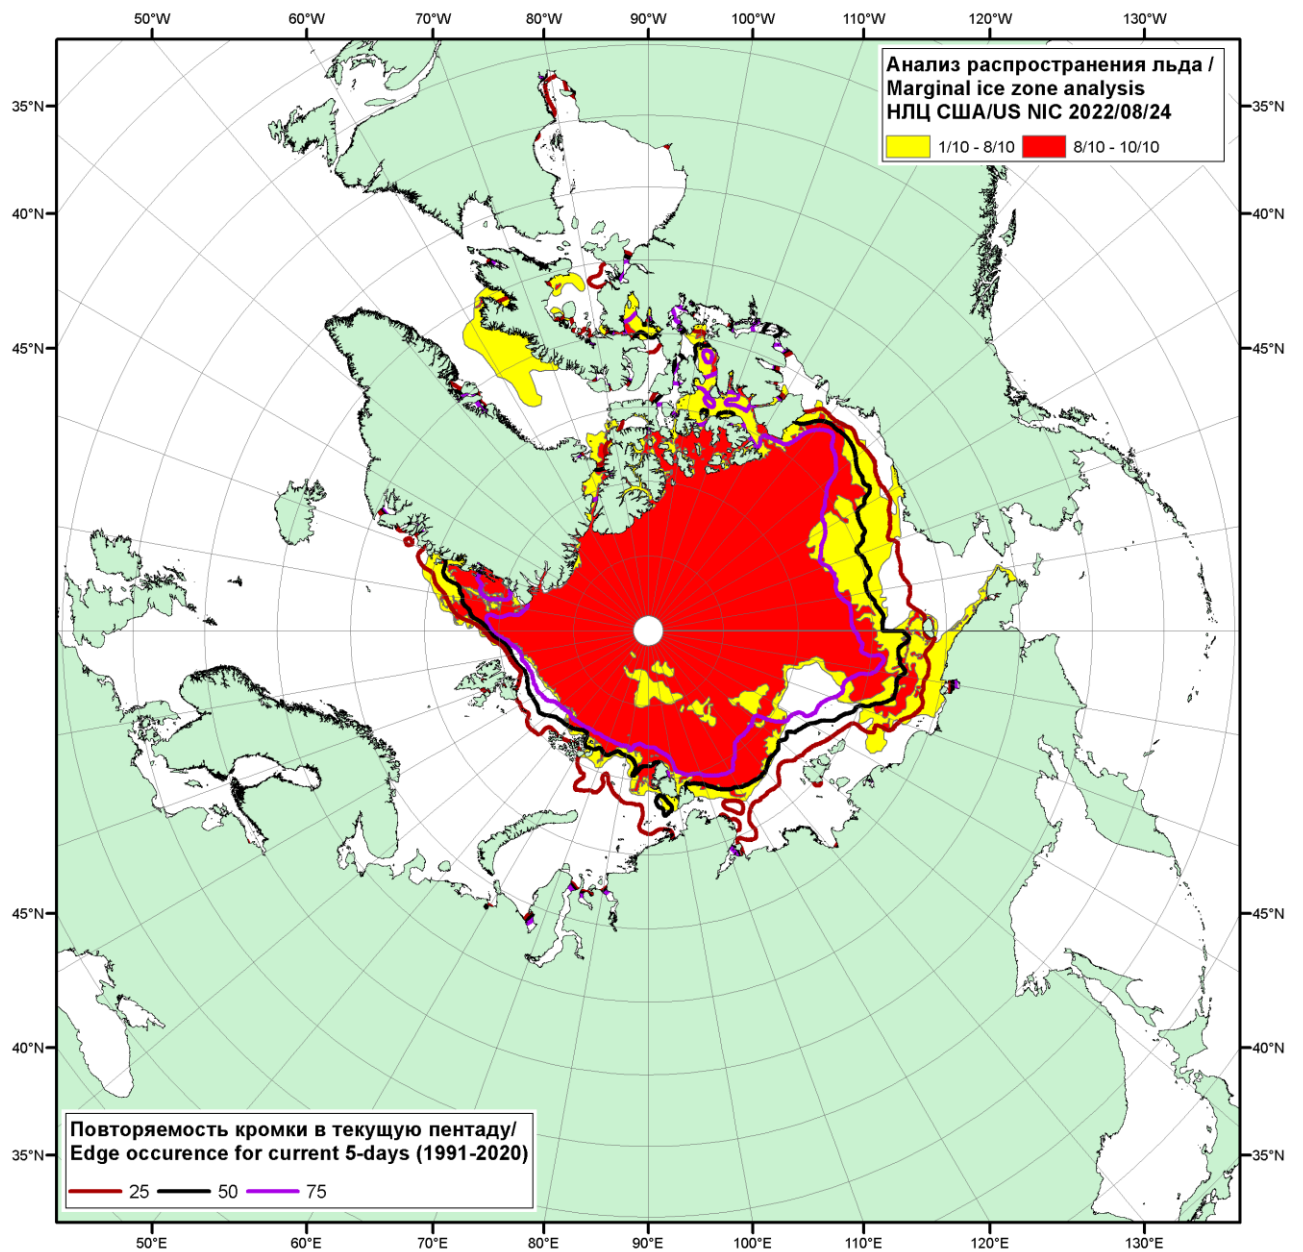 50°W 60°W 70°W 80°W 90°W 100°W 110°W 120°W 130°W
Анализ распространения льда /
Marginal ice zone analysis
НЛЦ США/US NIC 2022/08/24
1/10 - 8/10 8/10 - 10/10
35°N 35°N
40°N 40°N
45°N 45°N
45°N 45°N
40°N 40°N
Повторяемость кромки в текущую пентаду/
Edge occurence for current 5-days (1991-2020)
25 50 75
35°N 35°N
50°E 60°E 70°E 80°E 90°E 100°E 110°E 120°E 130°E